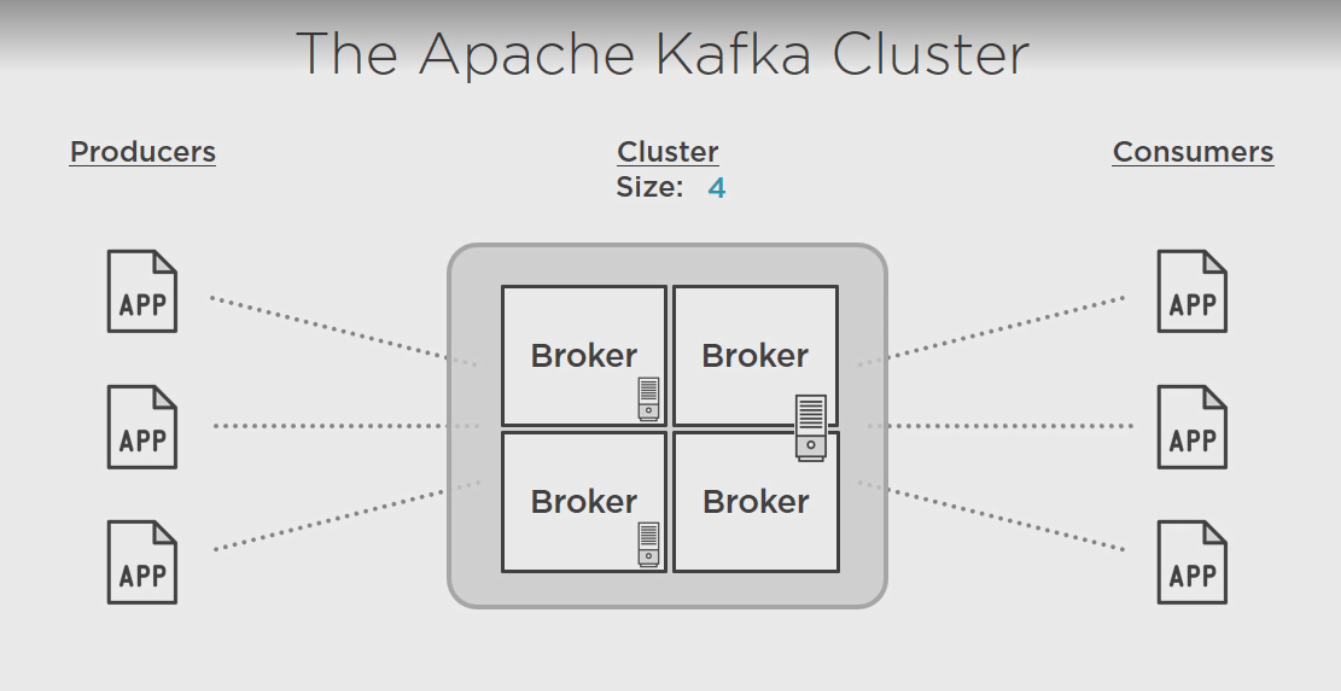 The Apache Kafka Cluster
Producers
Cluster
Consumers
Size: 4
APP
APP
APP
Broker
Broker
Broker
Broker
APP
APP
APP